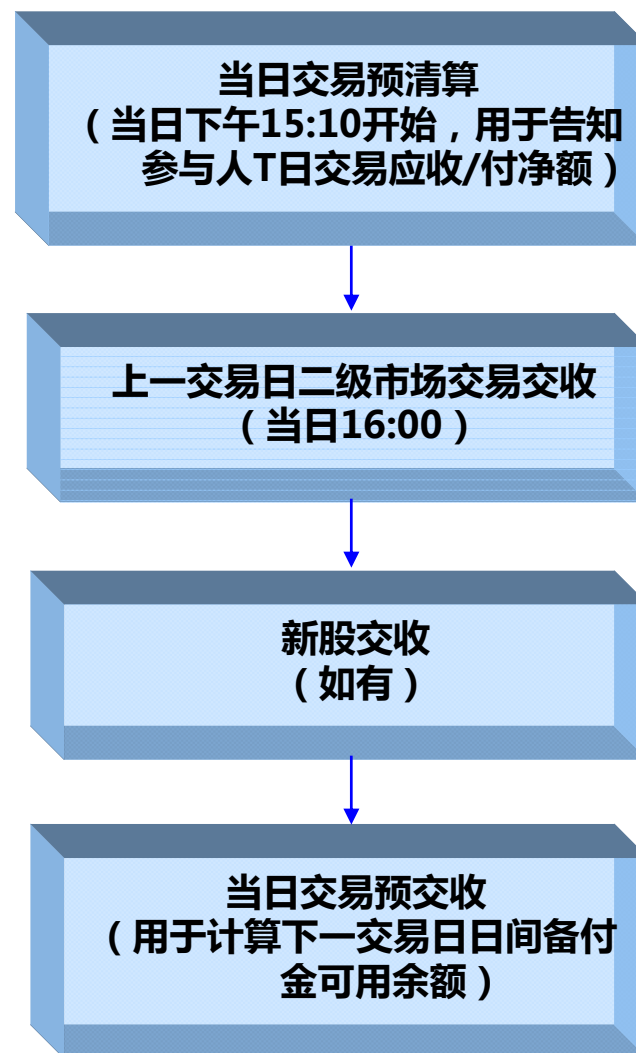 当日交易预清算
（当日下午15:10开始，用于告知
参与人T日交易应收/付净额）
上一交易日二级市场交易交收
（当日16:00）
新股交收
（如有）
当日交易预交收
（用于计算下一交易日日间备付
金可用余额）